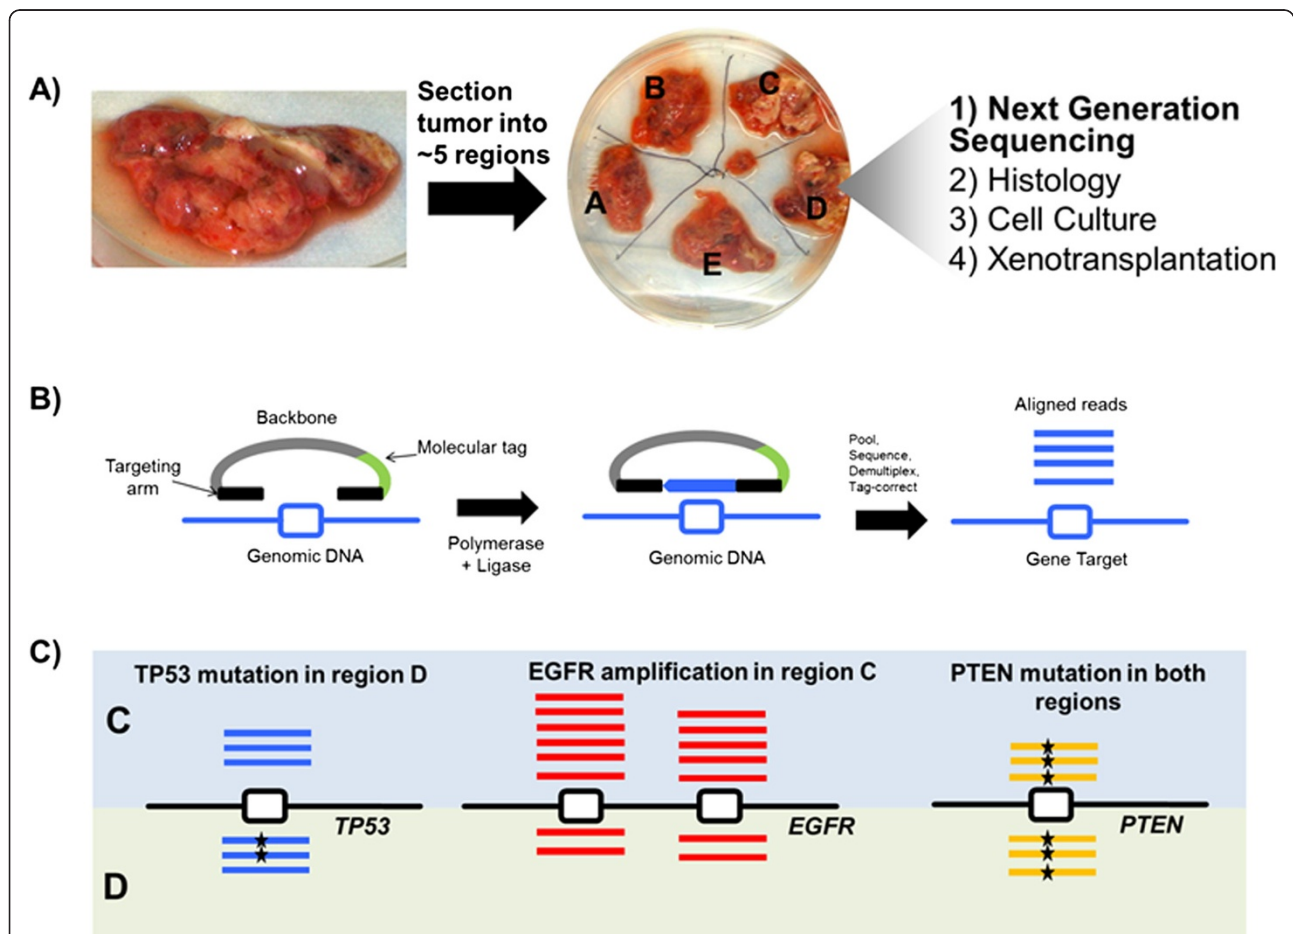 A)
Section
tumor into
~5 regions
B
C
A
D
E
1) Next Generation
Sequencing
2) Histology
3) Cell Culture
4) Xenotransplantation
B)
Backbone
Molecular tag
Targeting
arm
Genomic DNA
Polymerase
+ Ligase
Genomic DNA
Pool,
Sequence,
Demultiplex,
Tag-correct
Aligned reads
Gene Target
C)
TP53 mutation in region D
EGFR amplification in region C
PTEN mutation in both
regions
C
TP53
EGFR
PTEN
D